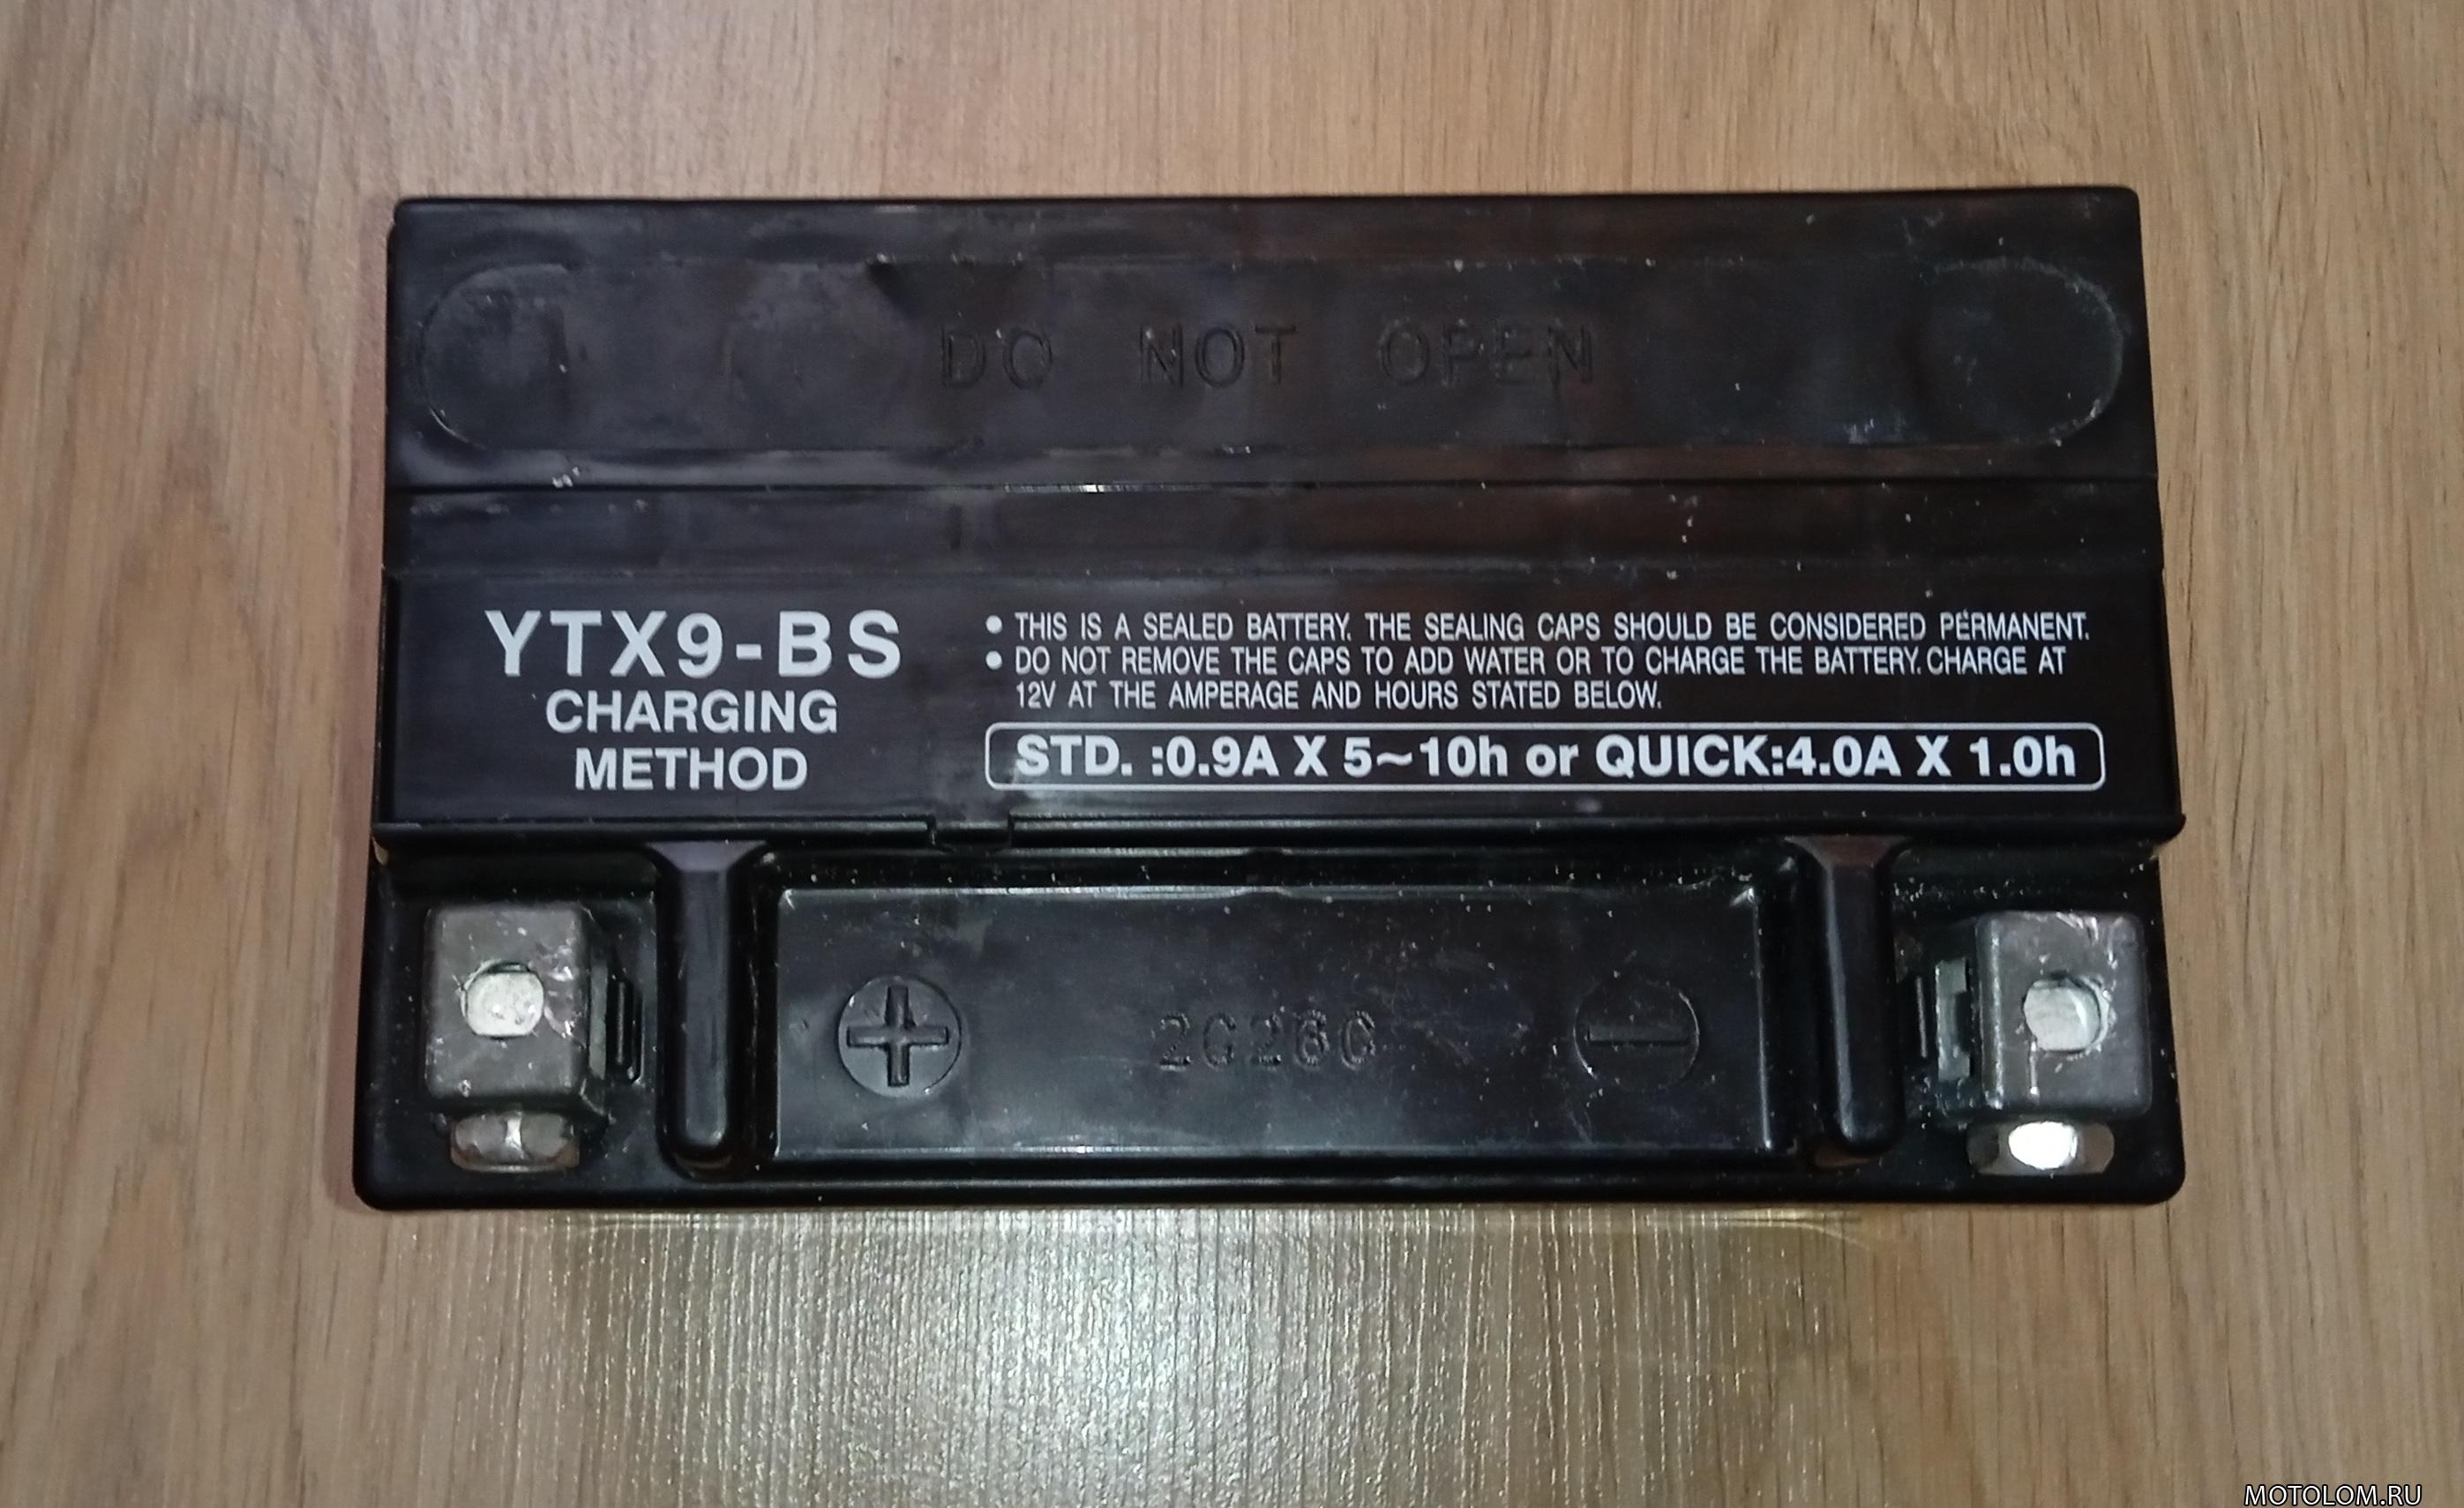 DO NOT OPEN
YTX9-BS
CHARGING
METHOD
• THIS IS A SEALED BATTERY. THE SEALING CAPS SHOULD BE CONSIDERED PERMANENT.
• DO NOT REMOVE THE CAPS TO ADD WATER OR TO CHARGE THE BATTERY. CHARGE AT
12V AT THE AMPERAGE AND HOURS STATED BELOW.
STD. :0.9A X 5~10h or QUICK:4.0A X 1.0h
+ −
MOTOLOM.RU